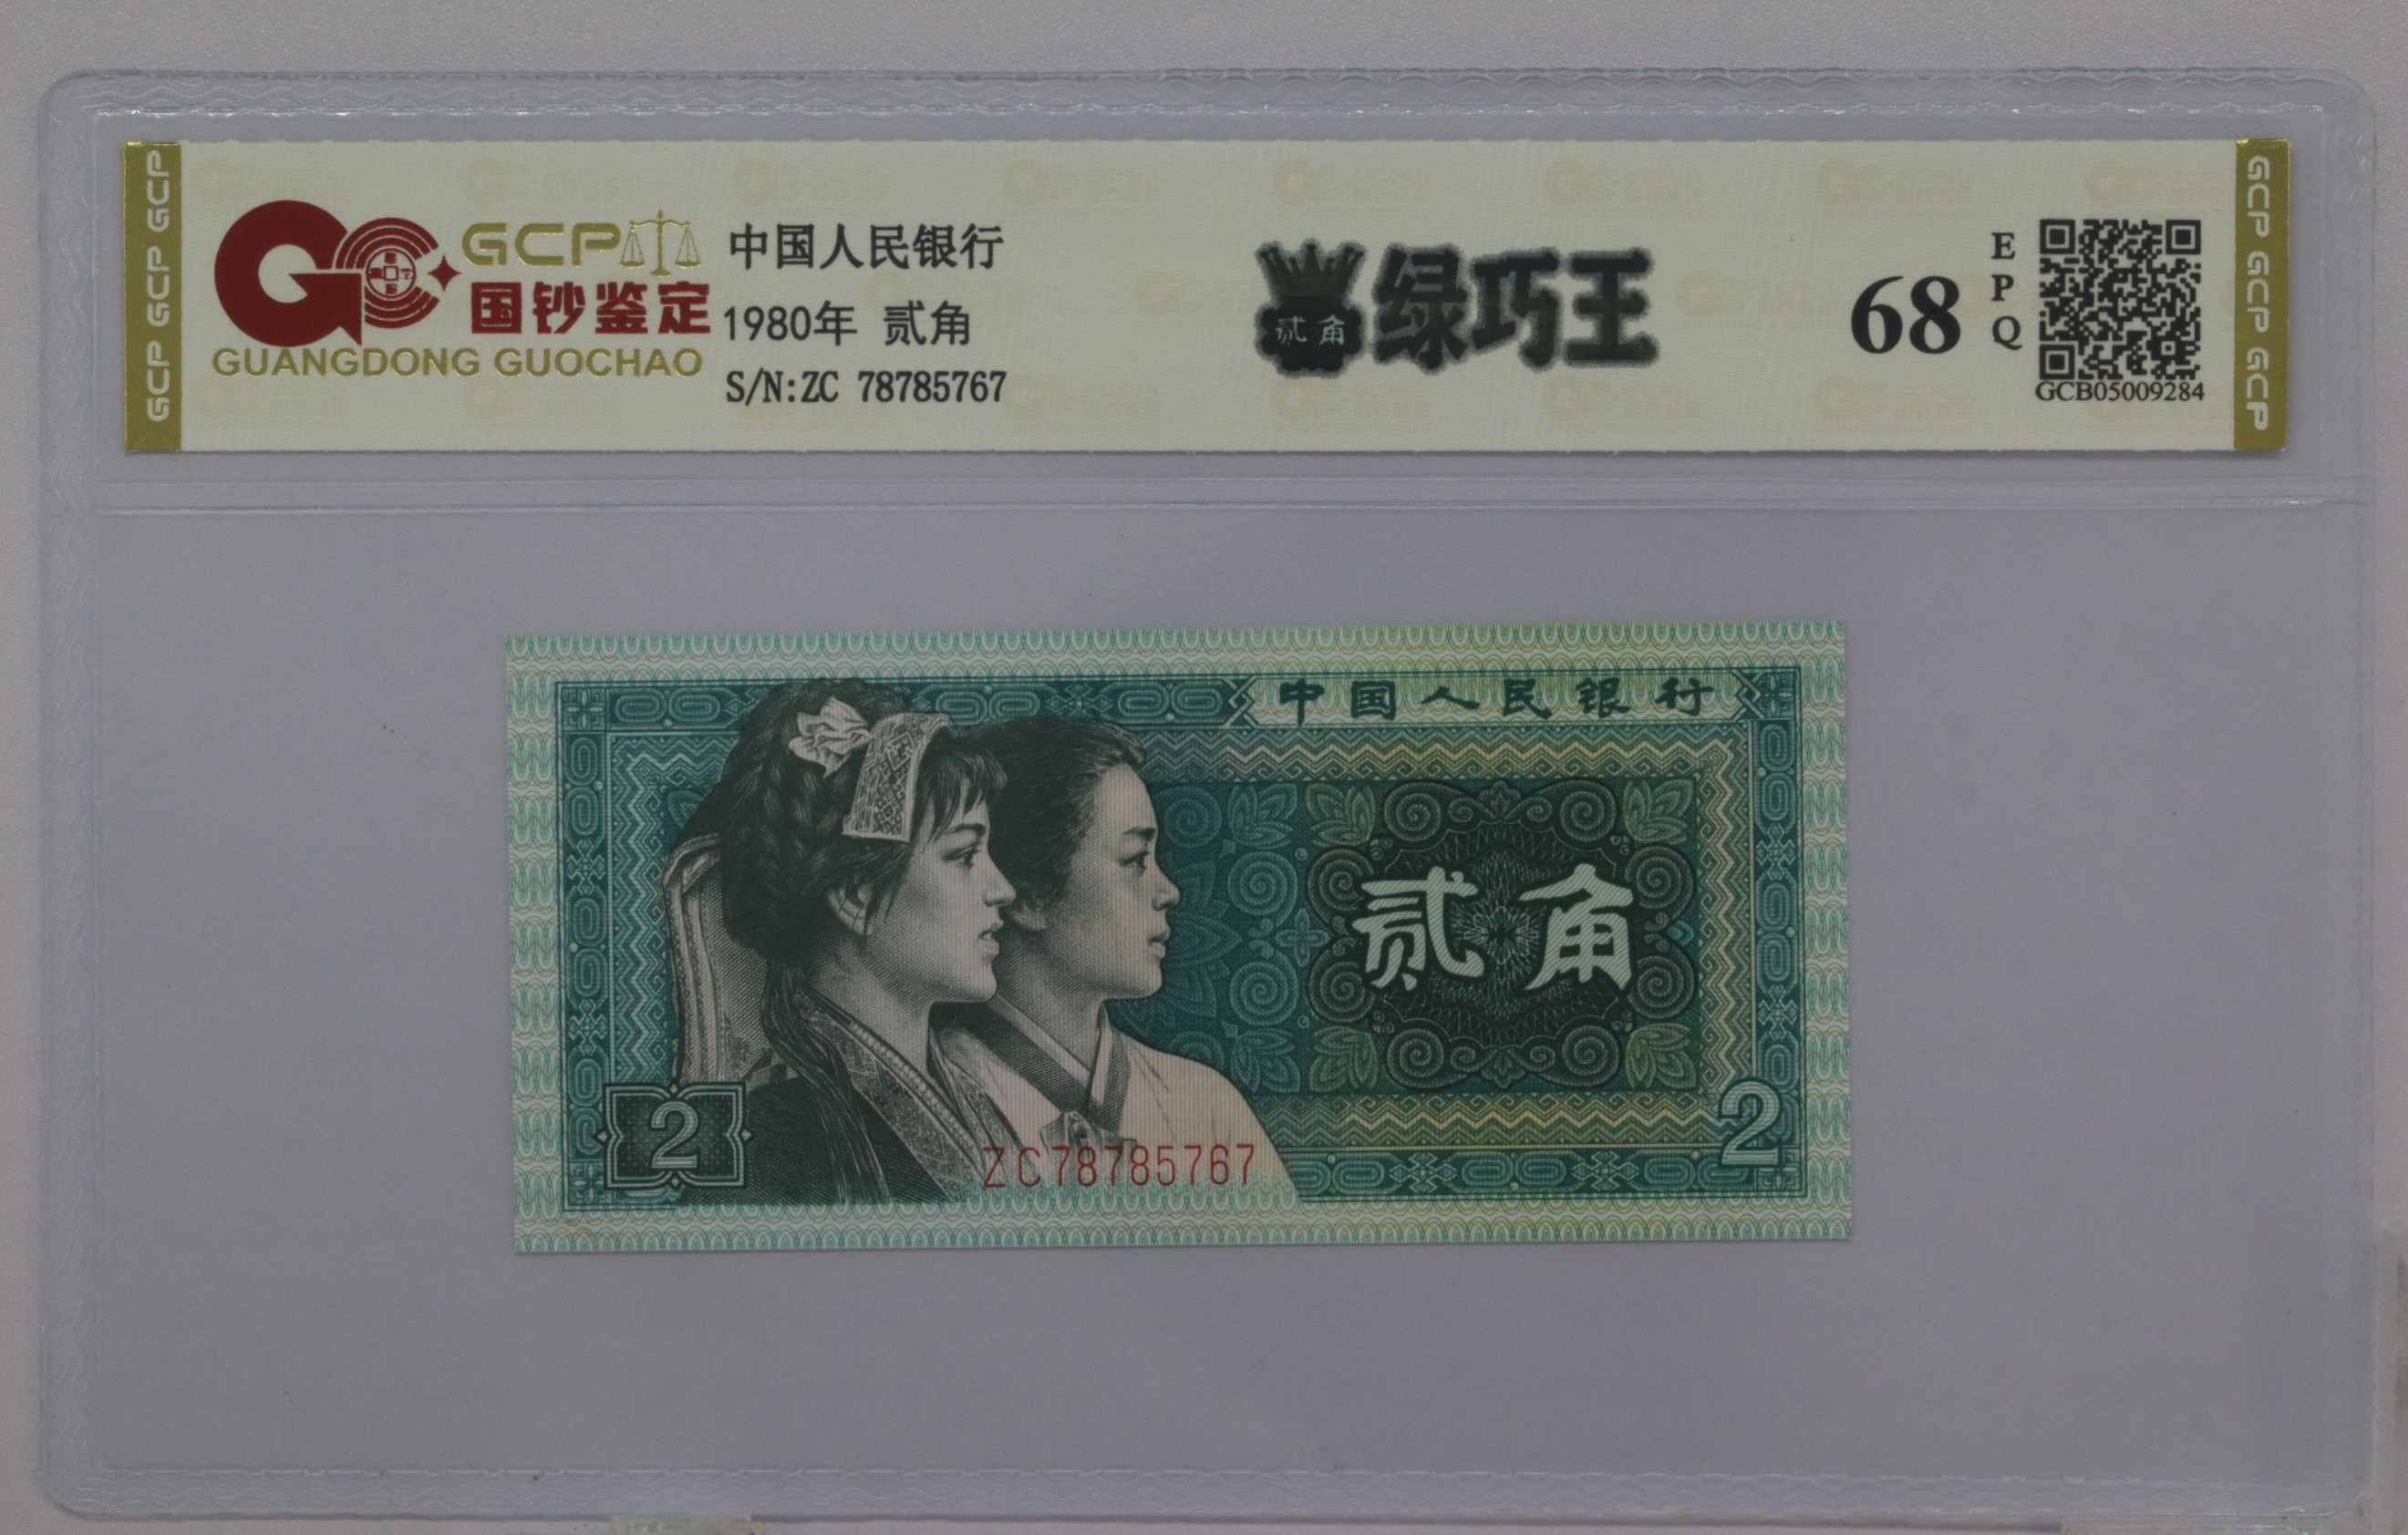 GCP GCP GCP
GCP
国钞鉴定
GUANGDONG GUOCHAO
中国人民银行
1980年 贰角
S/N:ZC 78785767
贰角
绿巧王
68
EPQ
GCB05009284
GCP GCP GCP
中国人民银行
贰角
2
ZC78785767
2